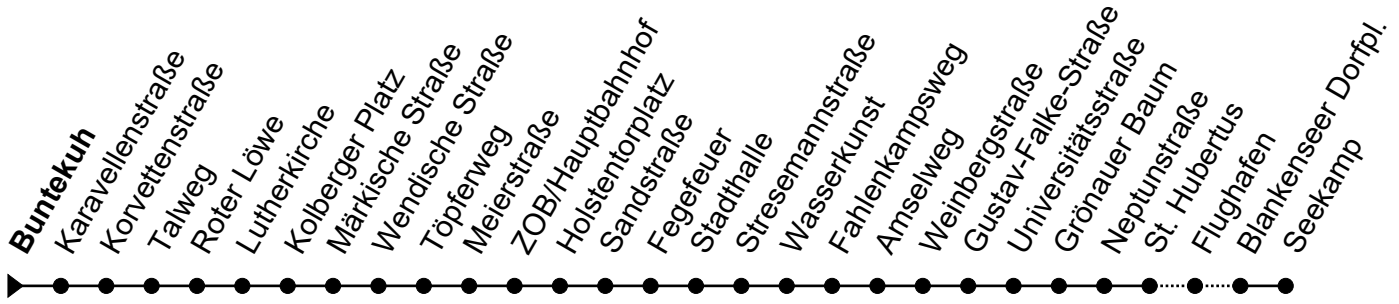 Buntekuh
Karavellenstraße
Korvettenstraße
Talweg
Roter Löwe
Lutherkirche
Kolberger Platz
Märkische Straße
Wendische Straße
Töpferweg
Meierstraße
ZOB/Hauptbahnhof
Holstentorplatz
Sandstraße
Fegefeuer
Stadthalle
Stresemannstraße
Wasserkunst
Fahlenkampsweg
Amselweg
Weinbergstraße
Gustav-Falke-Straße
Universitätsstraße
Grönauer Baum
Neptunstraße
St. Hubertus
Flughafen
Blankenseer Dorfpl.
Seekamp